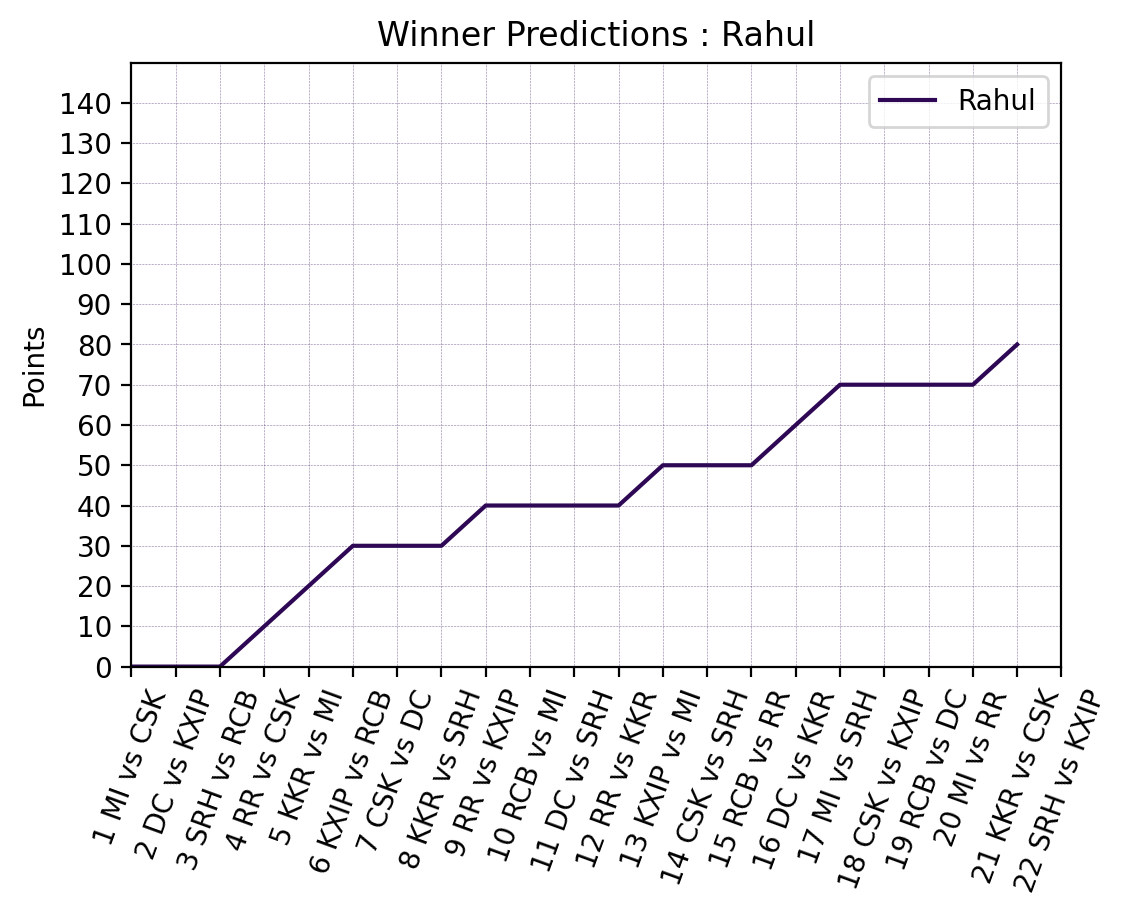 Winner Predictions : Rahul
Rahul
Points
140
130
120
110
100
90
80
70
60
50
40
30
20
10
0
1 MI vs CSK
2 DC vs KXIP
3 SRH vs RCB
4 RR vs CSK
5 KKR vs MI
6 KXIP vs RCB
7 CSK vs DC
8 KKR vs SRH
9 RR vs KXIP
10 RCB vs MI
11 DC vs SRH
12 RR vs KKR
13 KXIP vs MI
14 CSK vs SRH
15 RCB vs RR
16 DC vs KKR
17 MI vs SRH
18 CSK vs KXIP
19 RCB vs DC
20 MI vs RR
21 KKR vs CSK
22 SRH vs KXIP